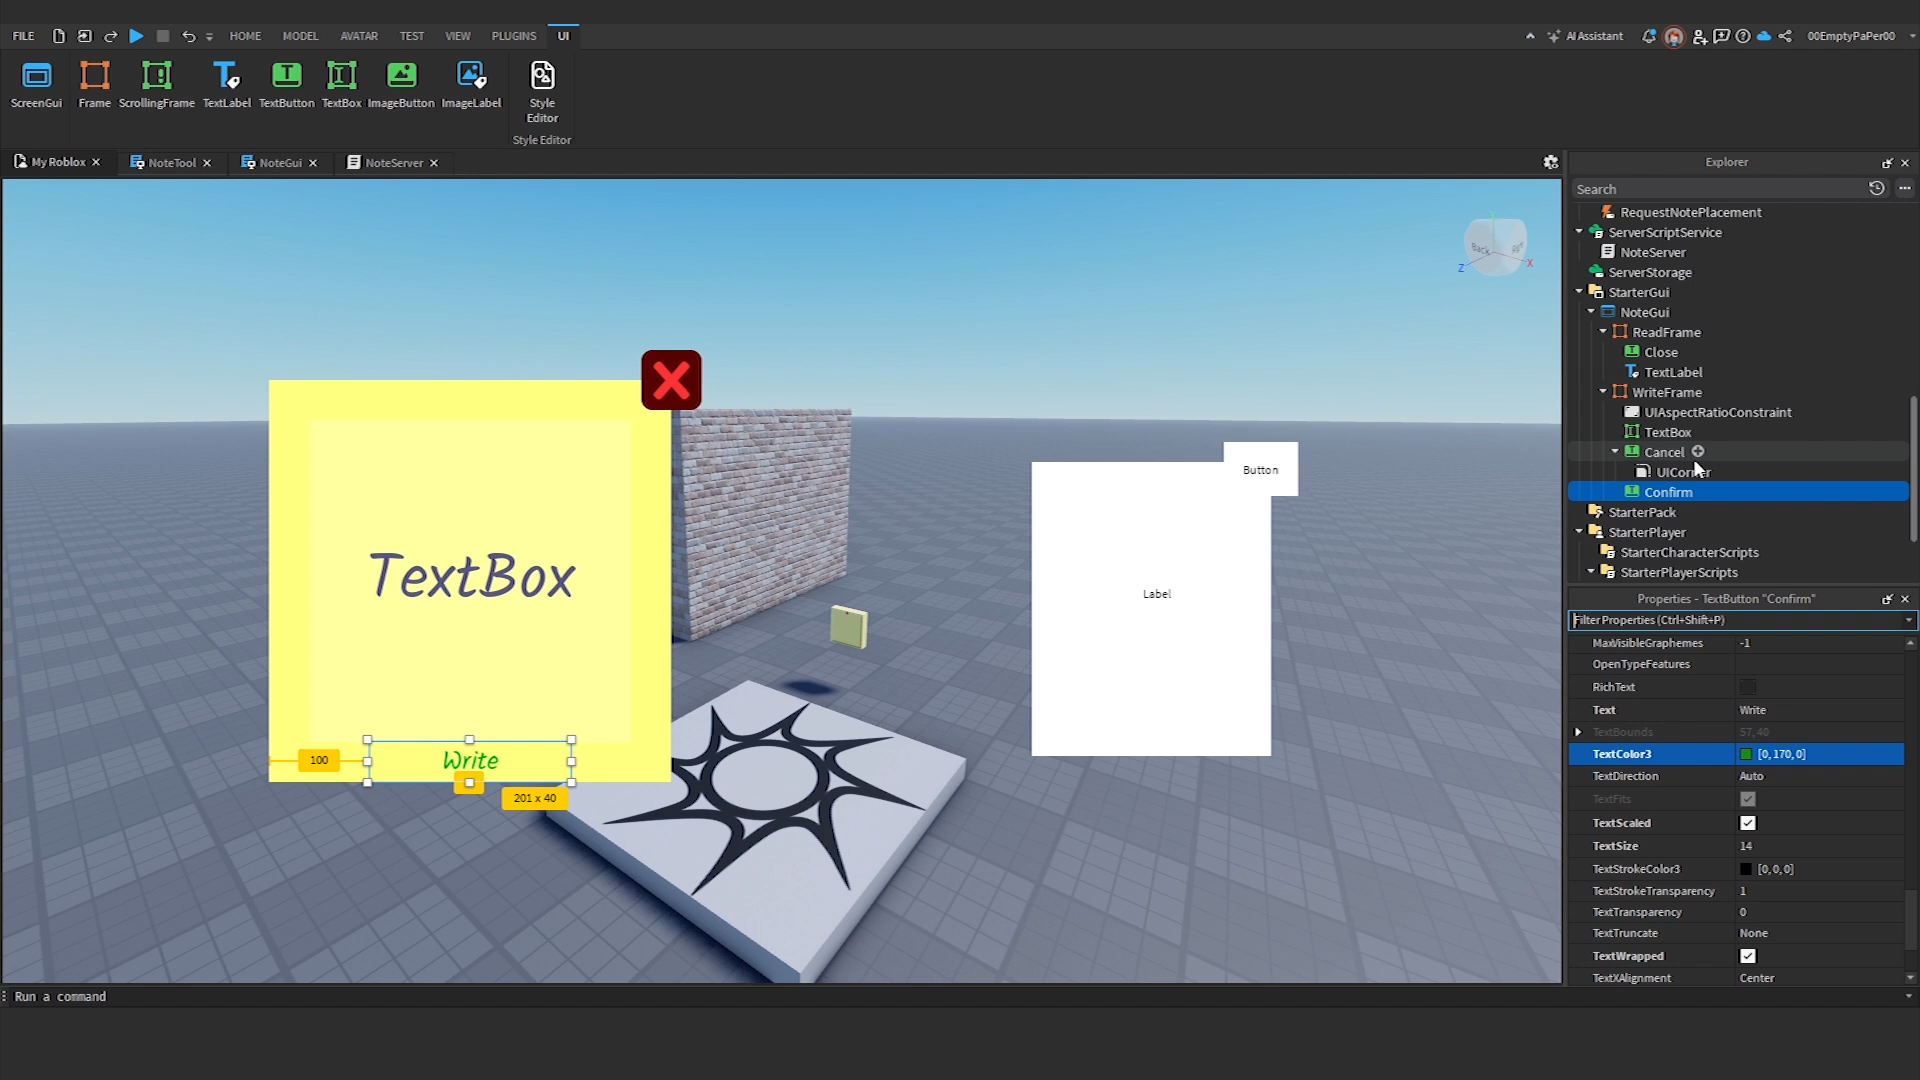 FILE HOME MODEL AVATAR TEST VIEW PLUGINS UI AI Assistant 00EmptyPaPer00
ScreenGui Frame ScrollingFrame TextLabel TextButton TextBox ImageButton ImageLabel Style Editor
Style Editor
My Roblox NoteTool NoteGui NoteServer
Explorer
Search
RequestNotePlacement
ServerScriptService
NoteServer
ServerStorage
StarterGui
NoteGui
ReadFrame
Close
TextLabel
WriteFrame
UIAspectRatioConstraint
TextBox
Cancel
UICorner
Confirm
StarterPack
StarterPlayer
StarterCharacterScripts
StarterPlayerScripts
Back
Y
Z
X
Button
Label
TextBox
Write
100
201 x 40
Properties - TextButton "Confirm"
Filter Properties (Ctrl+Shift+P)
MaxVisibleGraphemes -1
OpenTypeFeatures
RichText
Text Write
TextBounds 57, 40
TextColor3 [0, 170, 0]
TextDirection Auto
TextFits
TextScaled
TextSize 14
TextStrokeColor3 [0, 0, 0]
TextStrokeTransparency 1
TextTransparency 0
TextTruncate None
TextWrapped
TextXAlignment Center
Run a command